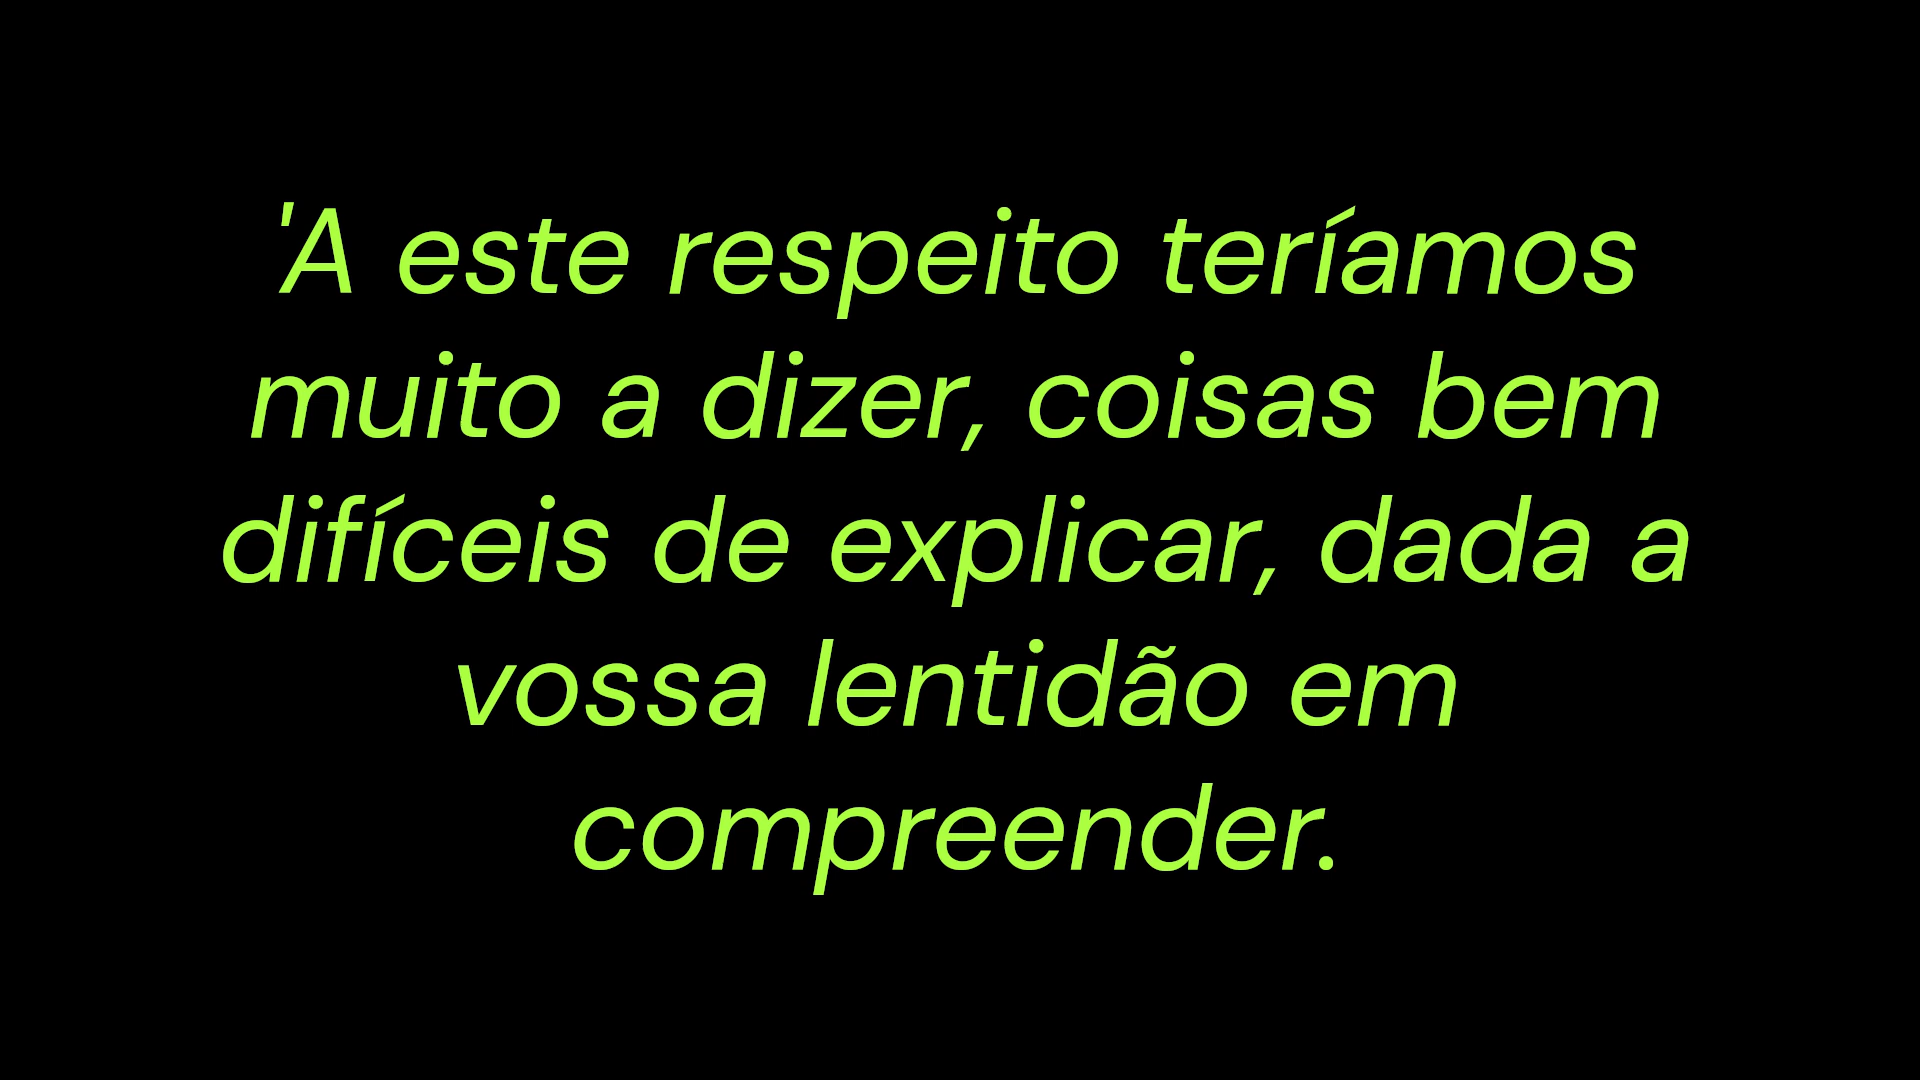 'A este respeito teríamos
muito a dizer, coisas bem
difíceis de explicar, dada a
vossa lentidão em
compreender.